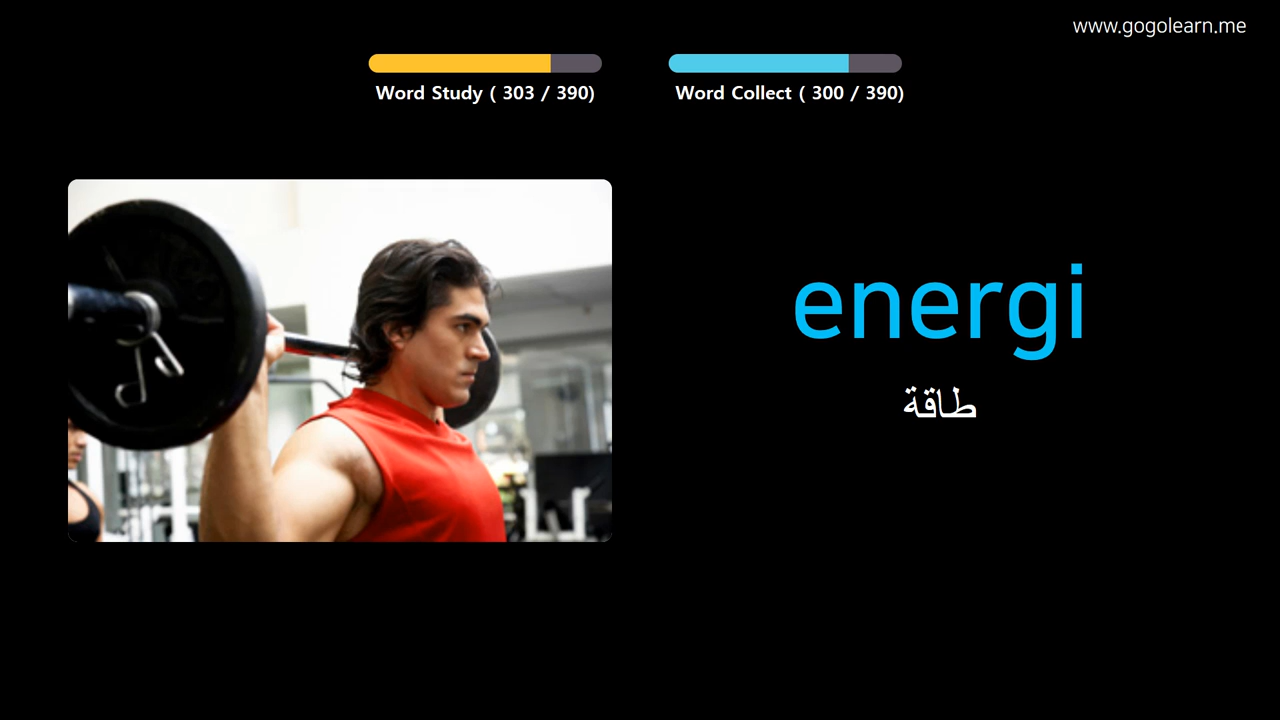 www.gogolearn.me
Word Study ( 303 / 390)
Word Collect ( 300 / 390)
energi
طاقة